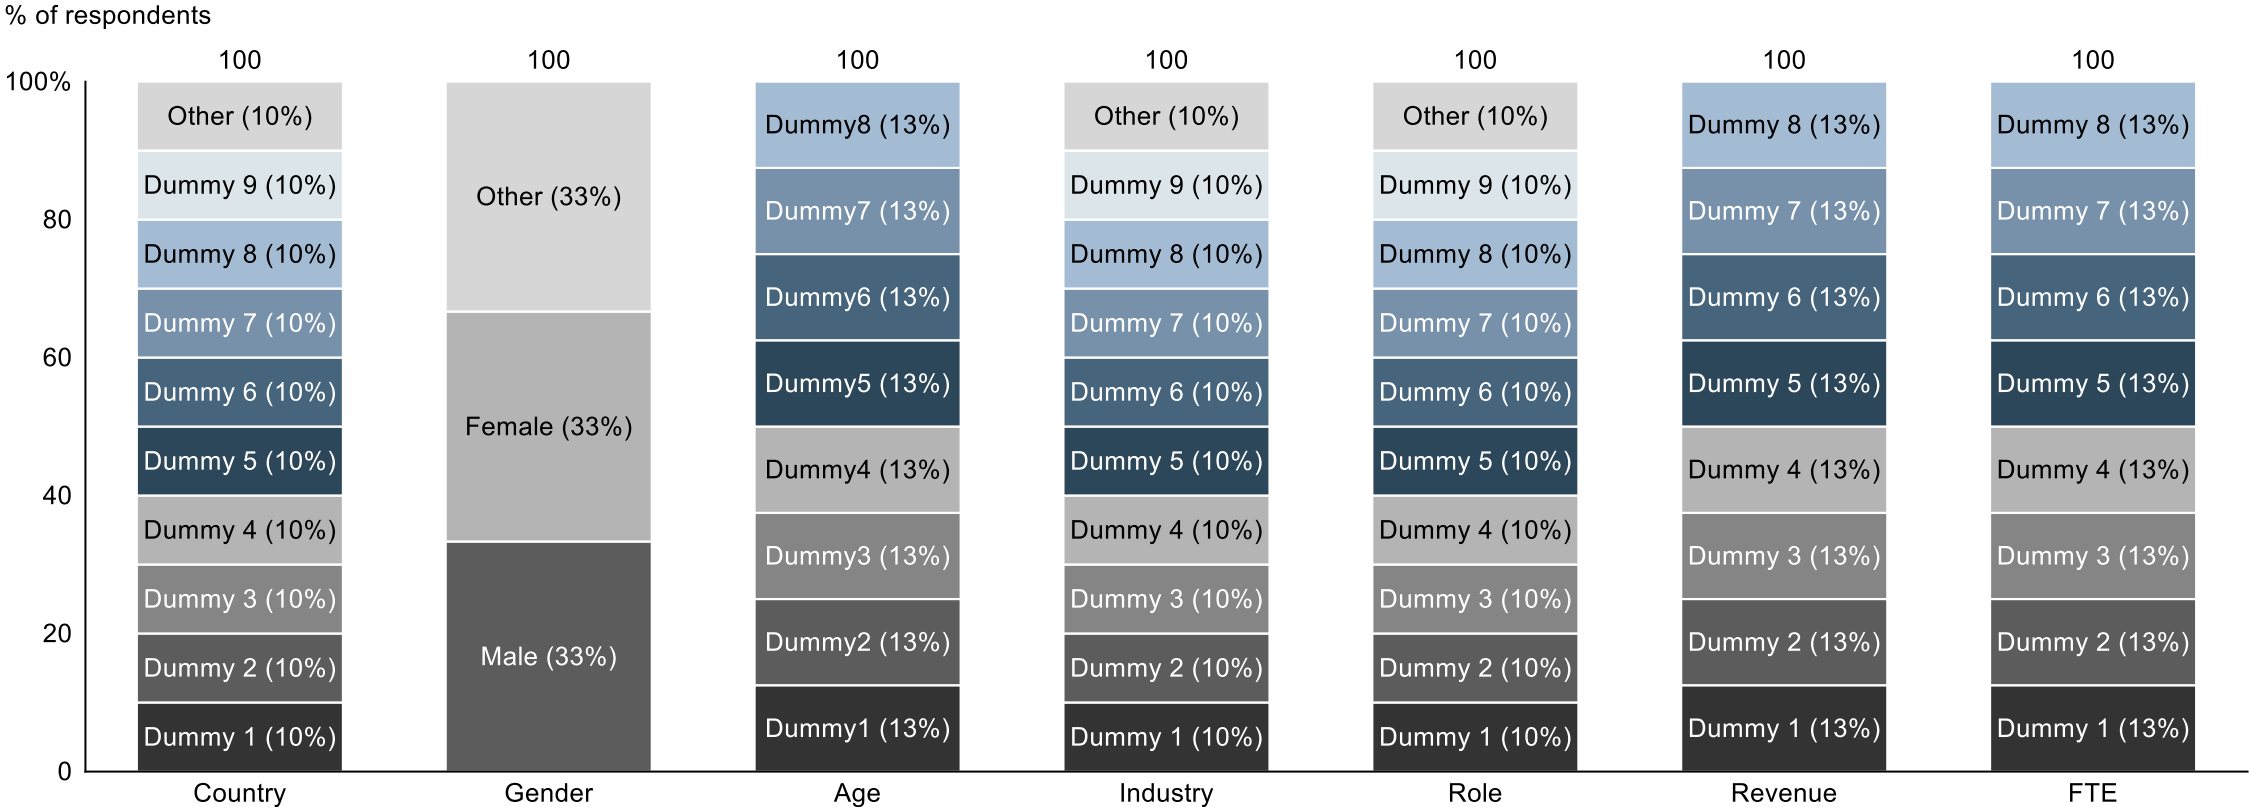 % of respondents
100 100 100 100 100 100 100
100%
80
60
40
20
0
Other (10%)
Dummy 9 (10%)
Dummy 8 (10%)
Dummy 7 (10%)
Dummy 6 (10%)
Dummy 5 (10%)
Dummy 4 (10%)
Dummy 3 (10%)
Dummy 2 (10%)
Dummy 1 (10%)
Other (33%)
Female (33%)
Male (33%)
Dummy8 (13%)
Dummy7 (13%)
Dummy6 (13%)
Dummy5 (13%)
Dummy4 (13%)
Dummy3 (13%)
Dummy2 (13%)
Dummy1 (13%)
Other (10%)
Dummy 9 (10%)
Dummy 8 (10%)
Dummy 7 (10%)
Dummy 6 (10%)
Dummy 5 (10%)
Dummy 4 (10%)
Dummy 3 (10%)
Dummy 2 (10%)
Dummy 1 (10%)
Other (10%)
Dummy 9 (10%)
Dummy 8 (10%)
Dummy 7 (10%)
Dummy 6 (10%)
Dummy 5 (10%)
Dummy 4 (10%)
Dummy 3 (10%)
Dummy 2 (10%)
Dummy 1 (10%)
Dummy 8 (13%)
Dummy 7 (13%)
Dummy 6 (13%)
Dummy 5 (13%)
Dummy 4 (13%)
Dummy 3 (13%)
Dummy 2 (13%)
Dummy 1 (13%)
Dummy 8 (13%)
Dummy 7 (13%)
Dummy 6 (13%)
Dummy 5 (13%)
Dummy 4 (13%)
Dummy 3 (13%)
Dummy 2 (13%)
Dummy 1 (13%)
Country Gender Age Industry Role Revenue FTE